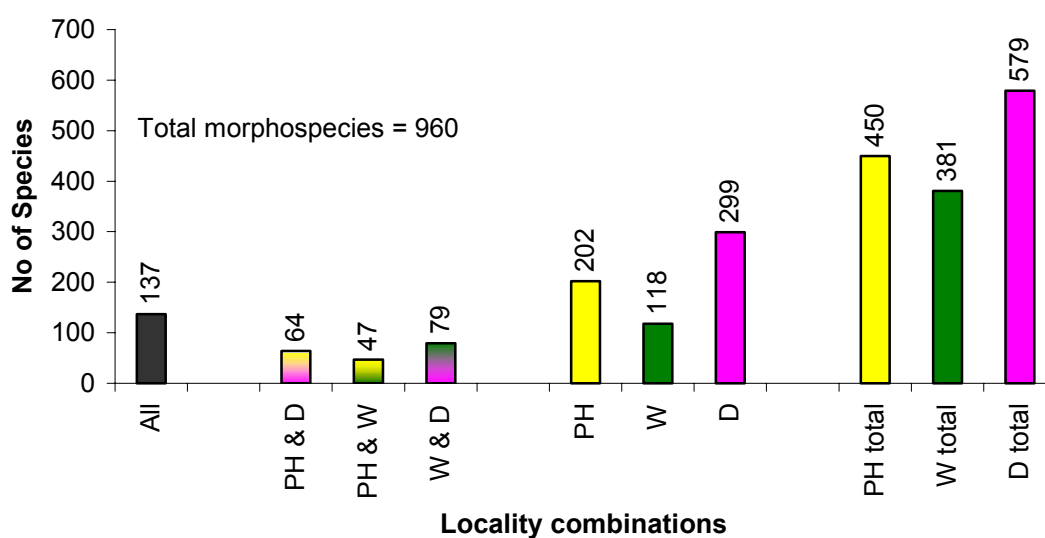 700
600
500
400
300
200
100
0
No of Species
Total morphospecies = 960
137
64
47
79
202
118
299
450
381
579
All
PH & D
PH & W
W & D
PH
W
D
PH total
W total
D total
Locality combinations